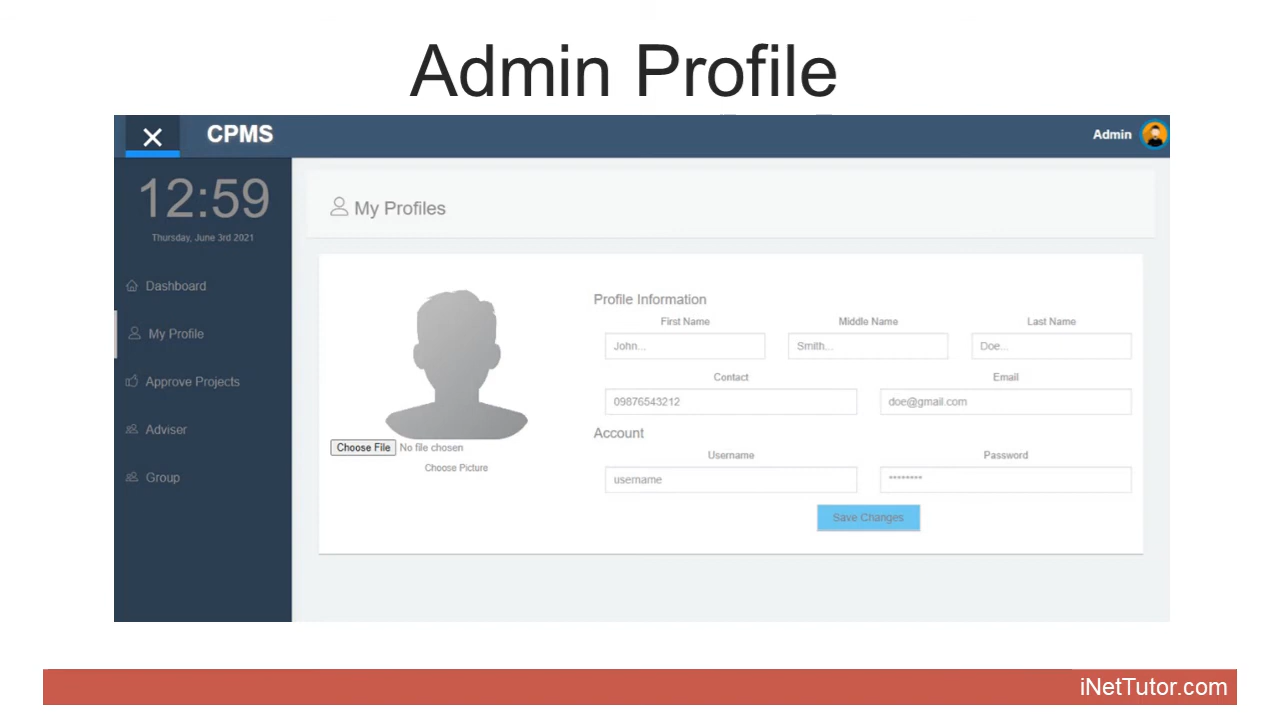 Admin Profile
CPMS
Admin
12:59
Thursday, June 3rd 2021
Dashboard
My Profile
Approve Projects
Adviser
Group
My Profiles
Choose File No file chosen
Choose Picture
Profile Information
First Name Middle Name Last Name
John... Smith... Doe...
Contact Email
09876543212 doe@gmail.com
Account
Username Password
username ********
Save Changes
iNetTutor.com